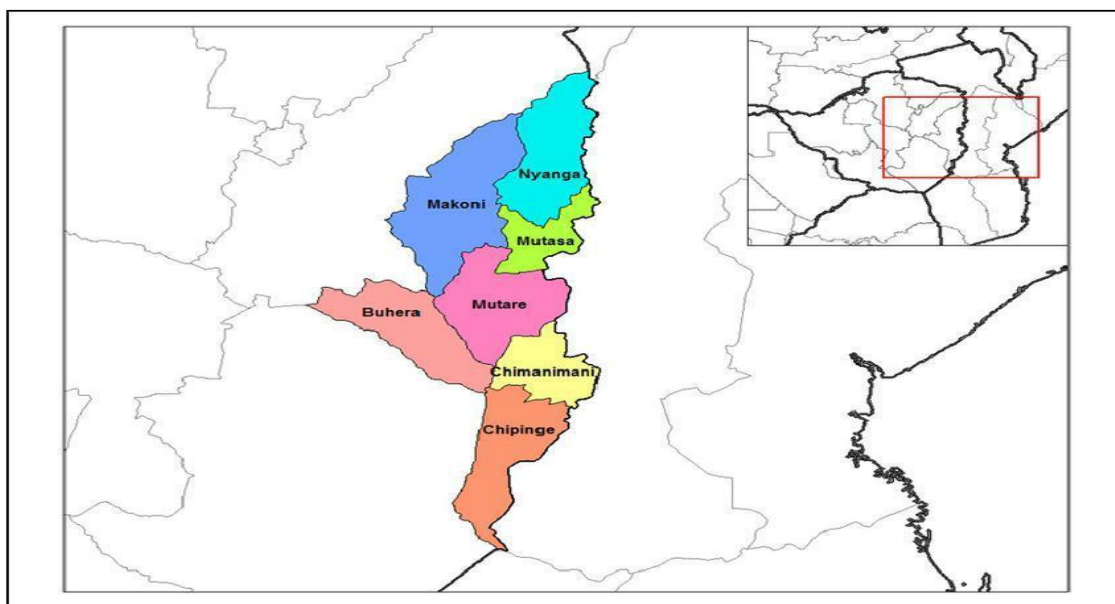 Nyanga
Makoni
Mutasa
Mutare
Buhera
Chimanimani
Chipinge